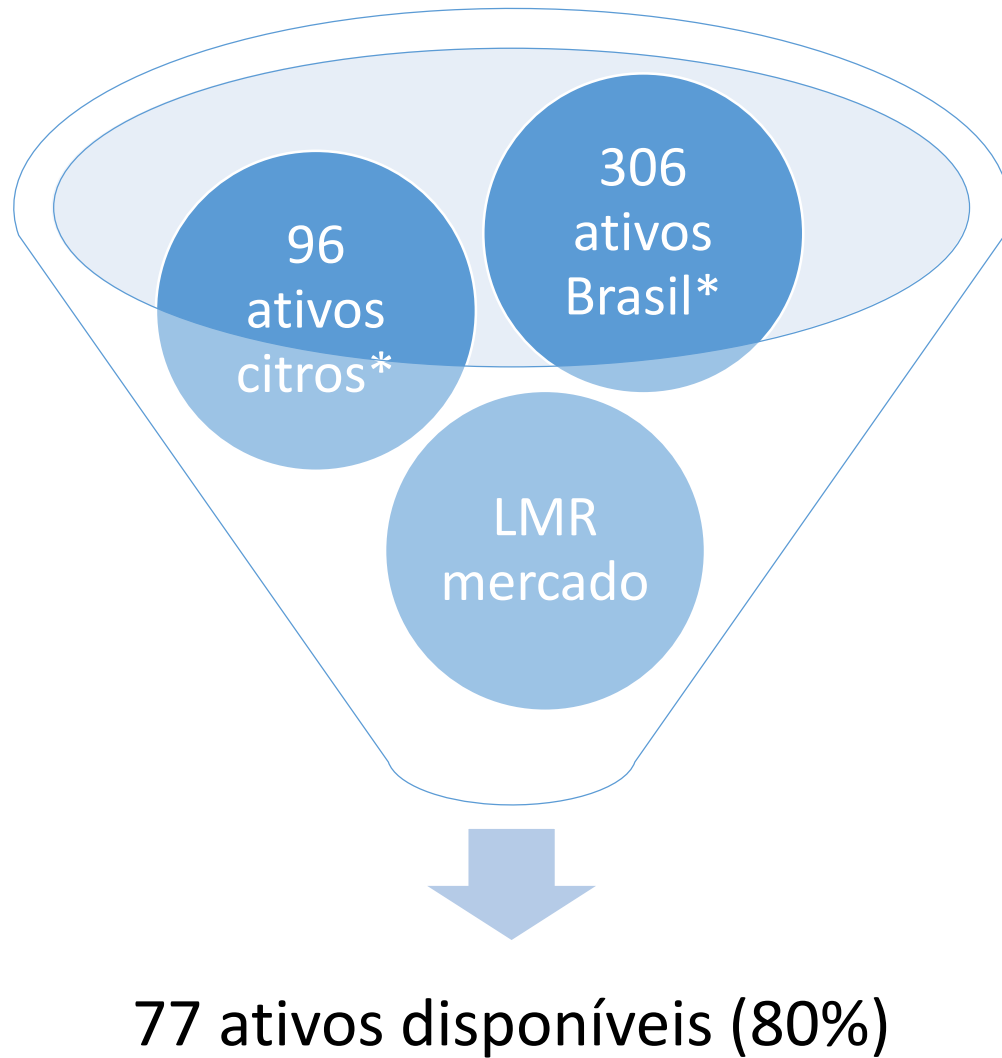 306
ativos
Brasil*
96
ativos
citros*
LMR
mercado
77 ativos disponíveis (80%)